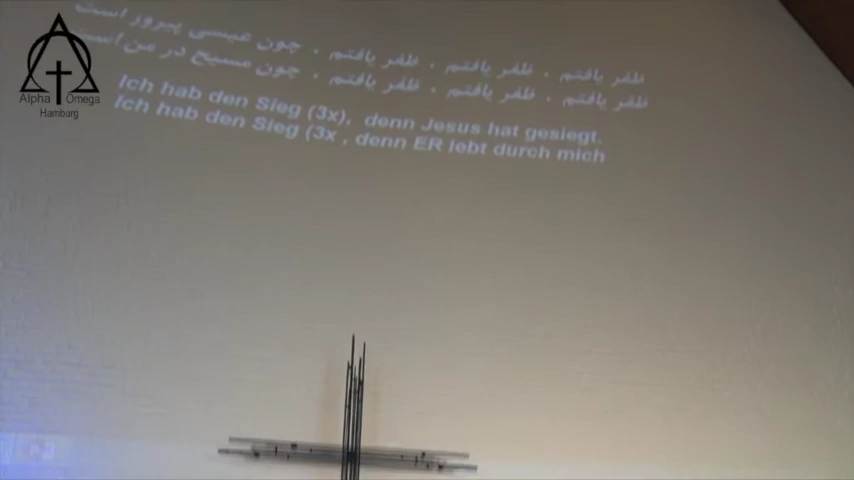 ظفر یافتم ، ظفر یافتم ، ظفر یافتم ، چون عیسی پیروز است
ظفر یافتم ، ظفر یافتم ، ظفر یافتم ، چون مسیح در من است
Ich hab den Sieg (3x), denn Jesus hat gesiegt.
Ich hab den Sieg (3x , denn ER lebt durch mich
Alpha Omega
Hamburg